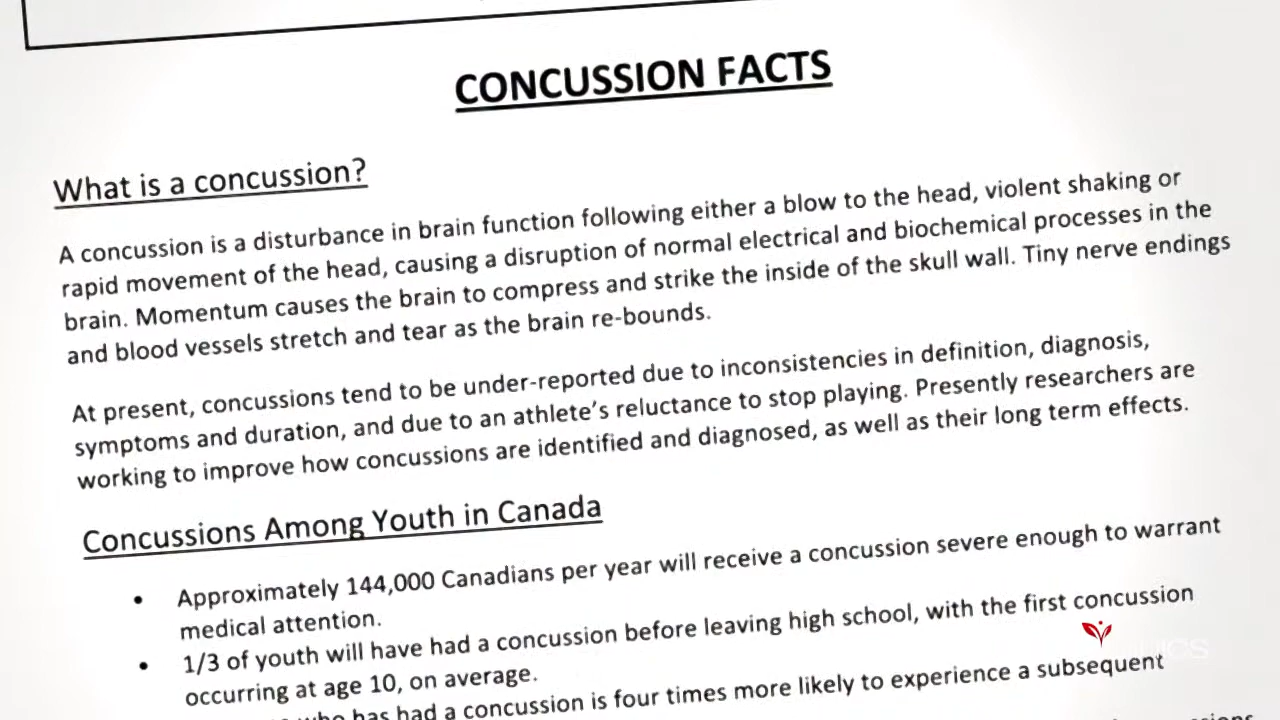 CONCUSSION FACTS
What is a concussion?
A concussion is a disturbance in brain function following either a blow to the head, violent shaking or
rapid movement of the head, causing a disruption of normal electrical and biochemical processes in the
brain. Momentum causes the brain to compress and strike the inside of the skull wall. Tiny nerve endings
and blood vessels stretch and tear as the brain re-bounds.
At present, concussions tend to be under-reported due to inconsistencies in definition, diagnosis,
symptoms and duration, and due to an athlete's reluctance to stop playing. Presently researchers are
working to improve how concussions are identified and diagnosed, as well as their long term effects.
Concussions Among Youth in Canada
• Approximately 144,000 Canadians per year will receive a concussion severe enough to warrant
medical attention.
• 1/3 of youth will have had a concussion before leaving high school, with the first concussion
occurring at age 10, on average.
who has had a concussion is four times more likely to experience a subsequent